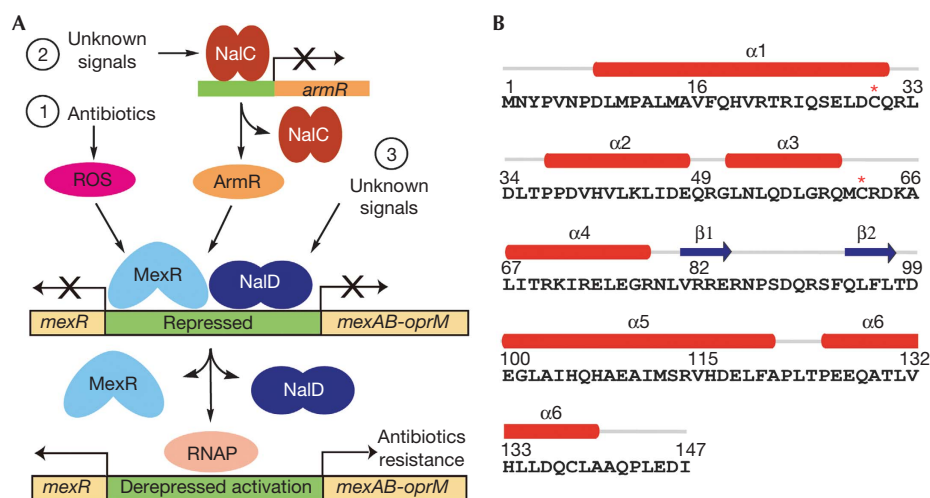 A
Unknown
signals
2
NalC
armR
1
Antibiotics
NalC
3
ROS
ArmR
Unknown
signals
MexR
NalD
mexR
Repressed
mexAB-oprM
MexR
NalD
RNAP
Antibiotics
resistance
mexR
Derepressed activation
mexAB-oprM
B
α1
1 16 * 33
MNYPVNPDLMPALMAVFQHVRTRIQSELDCQRL
α2 α3
34 49 * 66
DLTPPDVHVLKLIDEQRGLNLQDLGRQMCRDKA
α4 β1 β2
67 82 99
LITRKIRELEGRNLVRRERNPSDQRSFQLFLTD
α5 α6
100 115 132
EGLAIHQHAEAIMSRVHDELFAPLTPEEQATLV
α6
133 147
HLLDQCLAAQPLEDI